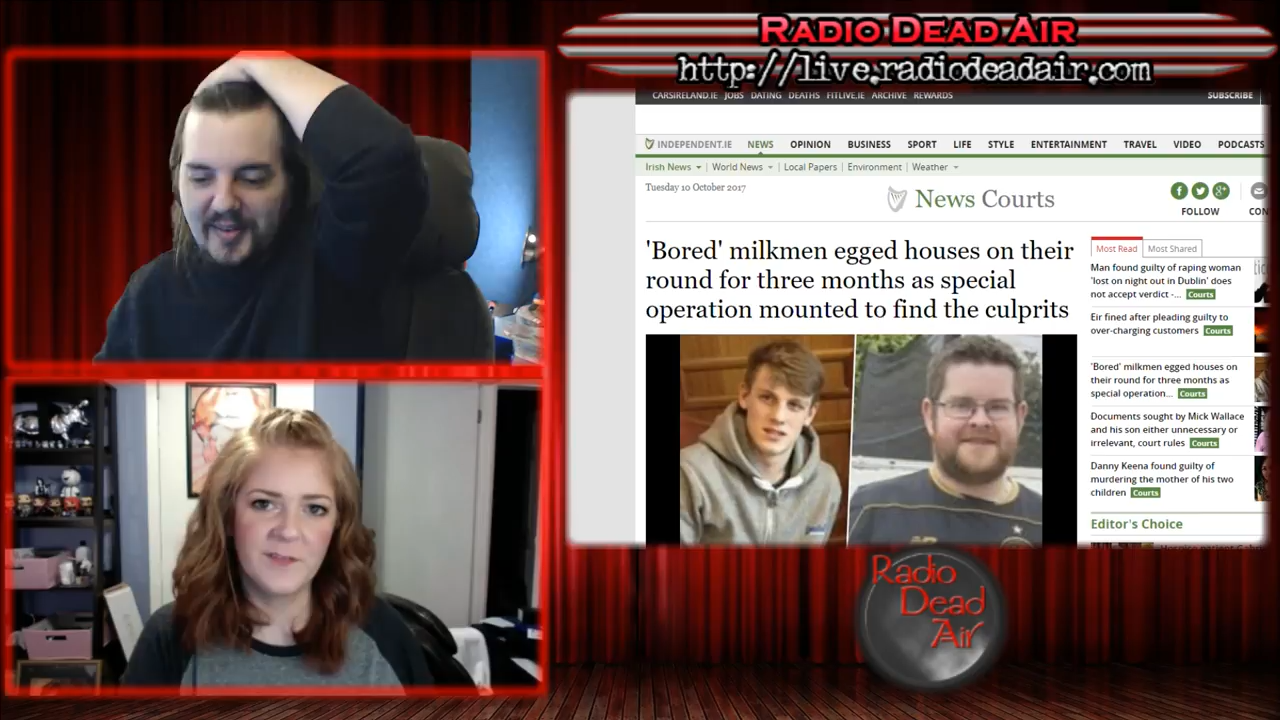 RADIO DEAD AIR
http://live.radiodeadair.com
CARSIRELAND.IE JOBS DATING DEATHS FITLIVE.IE ARCHIVE REWARDS SUBSCRIBE
INDEPENDENT.IE NEWS OPINION BUSINESS SPORT LIFE STYLE ENTERTAINMENT TRAVEL VIDEO PODCASTS
Irish News World News Local Papers Environment Weather
Tuesday 10 October 2017
News Courts
FOLLOW CON
'Bored' milkmen egged houses on their
round for three months as special
operation mounted to find the culprits
Most Read Most Shared
Man found guilty of raping woman
'lost on night out in Dublin' does
not accept verdict -... Courts
Eir fined after pleading guilty to
over-charging customers Courts
'Bored' milkmen egged houses on
their round for three months as
special operation... Courts
Documents sought by Mick Wallace
and his son either unnecessary or
irrelevant, court rules Courts
Danny Keena found guilty of
murdering the mother of his two
children Courts
Editor's Choice
Radio
Dead
Air